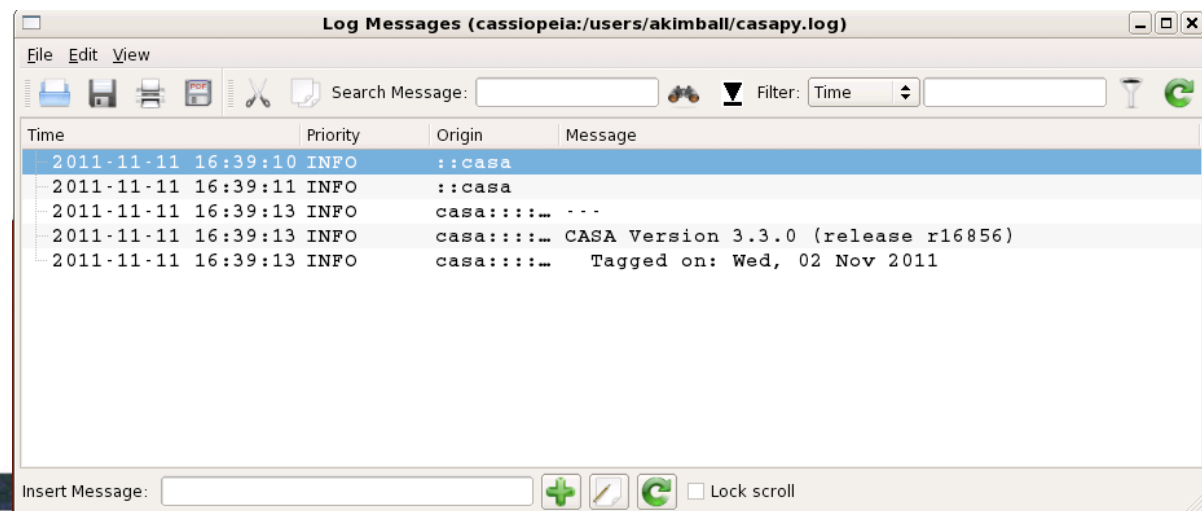 Log Messages (cassiopeia:/users/akimball/casapy.log)
File Edit View
PDF Search Message: Filter: Time
Time Priority Origin Message
2011-11-11 16:39:10 INFO ::casa
2011-11-11 16:39:11 INFO ::casa
2011-11-11 16:39:13 INFO casa::::… ---
2011-11-11 16:39:13 INFO casa::::… CASA Version 3.3.0 (release r16856)
2011-11-11 16:39:13 INFO casa::::… Tagged on: Wed, 02 Nov 2011
Insert Message: Lock scroll